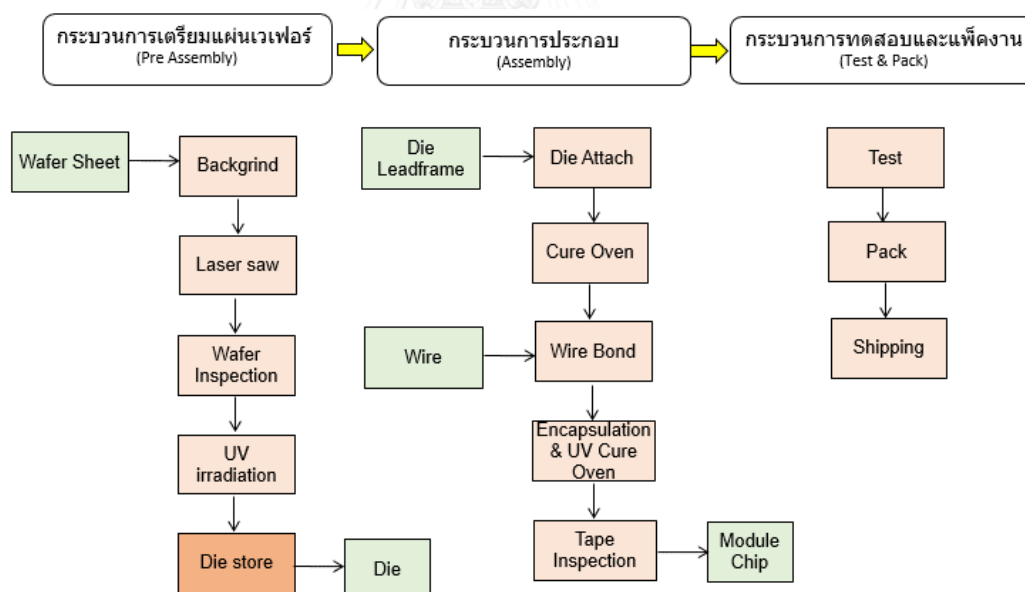 กระบวนการเตรียมแผ่นเวเฟอร์
(Pre Assembly)
กระบวนการประกอบ
(Assembly)
กระบวนการทดสอบและแพ็คงาน
(Test & Pack)
Wafer Sheet
Backgrind
Laser saw
Wafer
Inspection
UV
irradiation
Die store
Die
Die
Leadframe
Die Attach
Cure Oven
Wire
Wire Bond
Encapsulation
& UV Cure
Oven
Tape
Inspection
Module
Chip
Test
Pack
Shipping